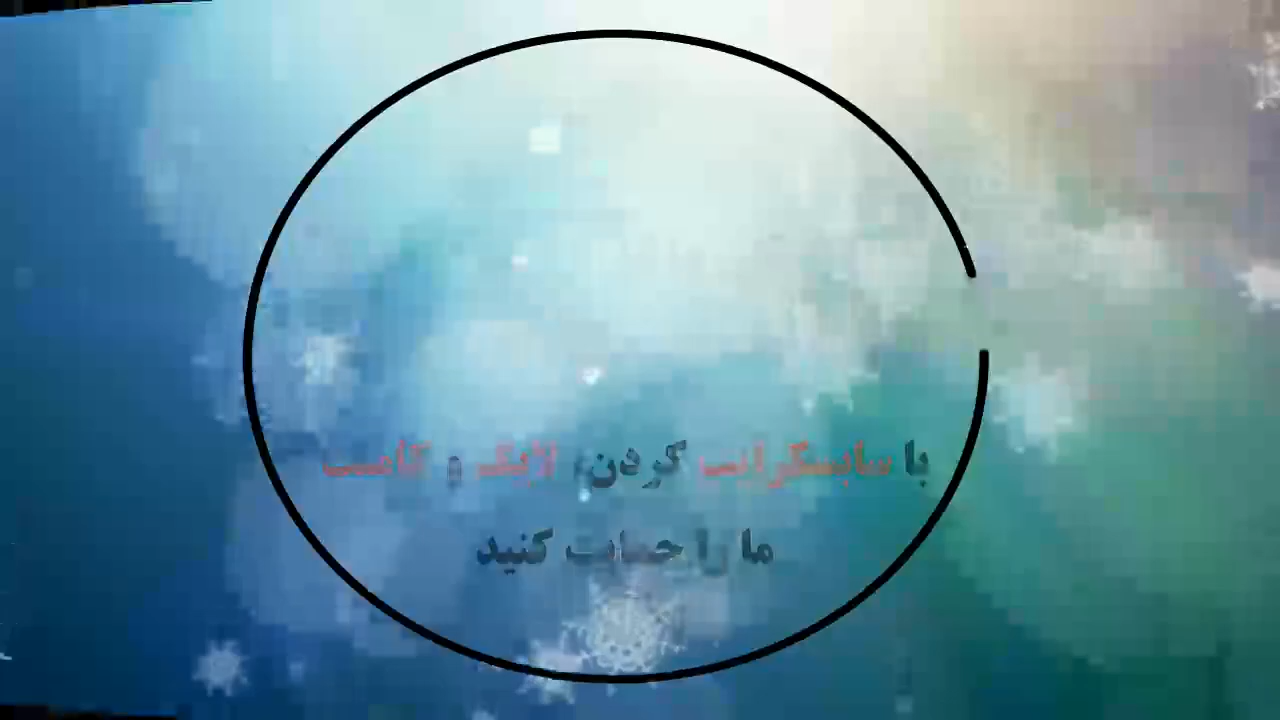 با سابسکرایب کردن، لایک و کامنت
ما را حمایت کنید